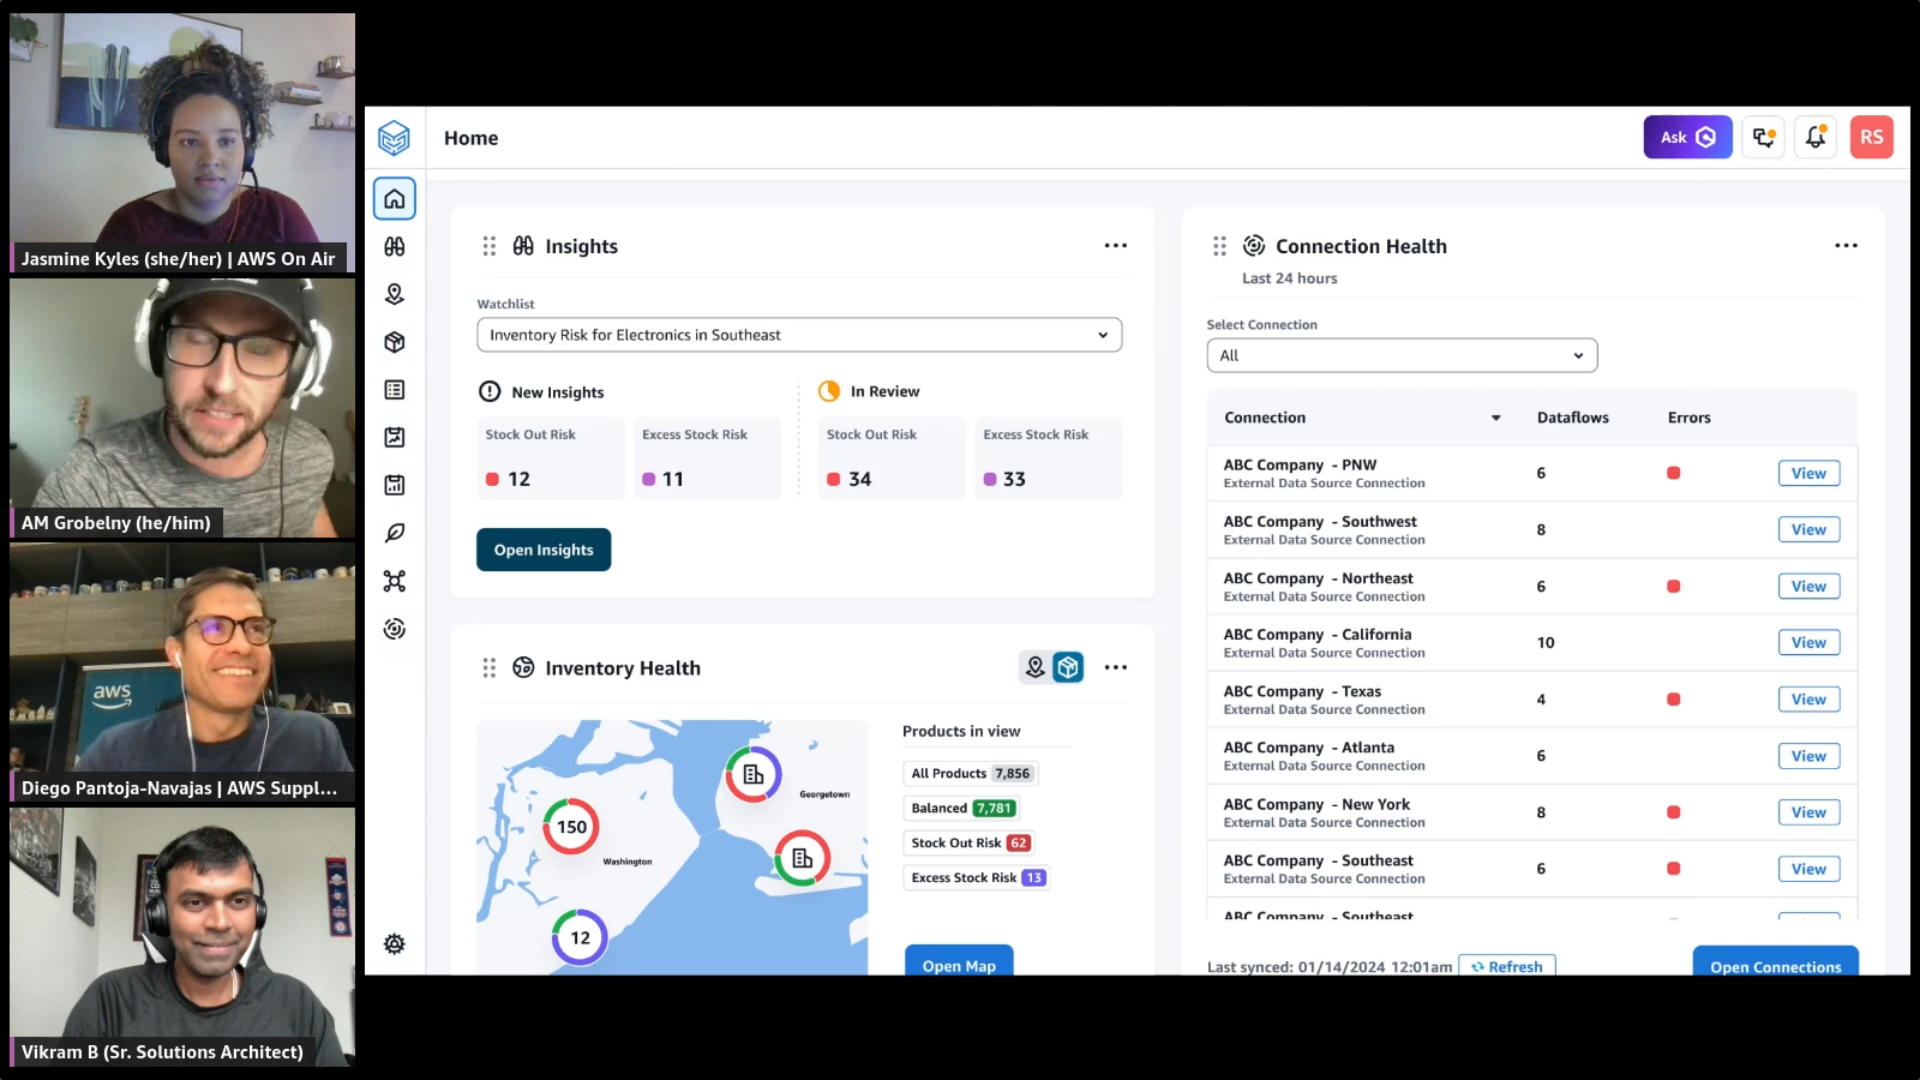 Jasmine Kyles (she/her) | AWS On Air
AM Grobelny (he/him)
aws
Diego Pantoja-Navajas | AWS Suppl...
Vikram B (Sr. Solutions Architect)
Home
Ask
RS
Insights
Watchlist
Inventory Risk for Electronics in Southeast
New Insights
In Review
Stock Out Risk
Excess Stock Risk
Stock Out Risk
Excess Stock Risk
12
11
34
33
Open Insights
Inventory Health
150
12
Washington
Georgetown
Products in view
All Products 7,856
Balanced 7,781
Stock Out Risk 62
Excess Stock Risk 13
Open Map
Connection Health
Last 24 hours
Select Connection
All
Connection Dataflows Errors
ABC Company - PNW
External Data Source Connection
6
View
ABC Company - Southwest
External Data Source Connection
8
View
ABC Company - Northeast
External Data Source Connection
6
View
ABC Company - California
External Data Source Connection
10
View
ABC Company - Texas
External Data Source Connection
4
View
ABC Company - Atlanta
External Data Source Connection
6
View
ABC Company - New York
External Data Source Connection
8
View
ABC Company - Southeast
External Data Source Connection
6
View
ABC Company - Southeast
Last synced: 01/14/2024 12:01am
Refresh
Open Connections